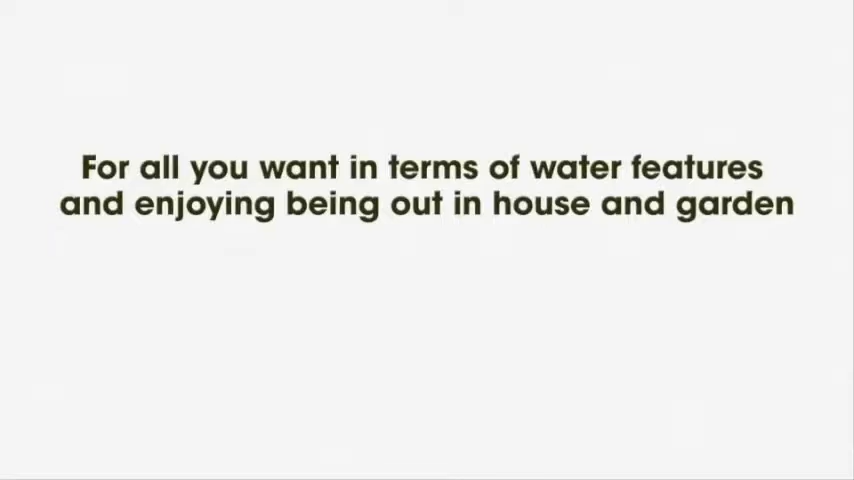 For all you want in terms of water features
and enjoying being out in house and garden